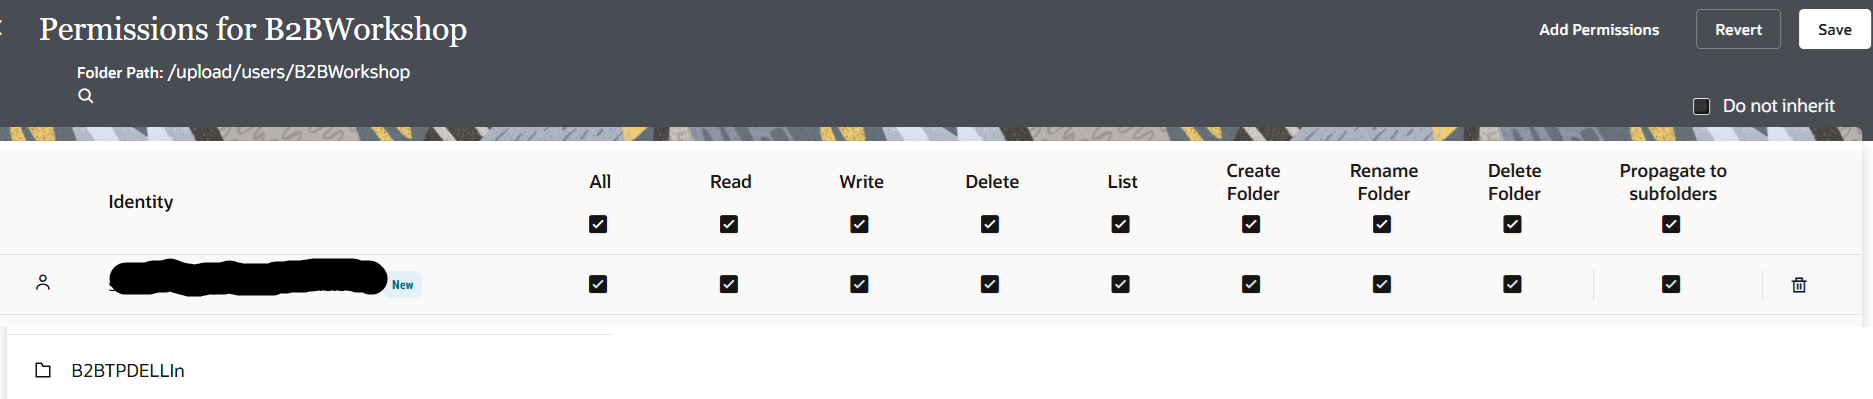 Permissions for B2BWorkshop
Add Permissions
Revert
Save
Folder Path: /upload/users/B2BWorkshop
Do not inherit
Identity
All
Read
Write
Delete
List
Create
Folder
Rename
Folder
Delete
Folder
Propagate to
subfolders
New
B2BTPDELLIn